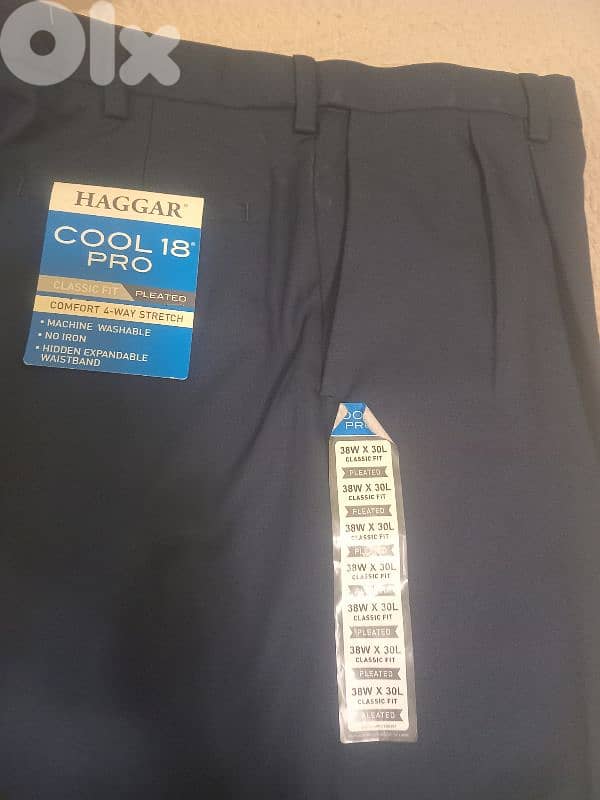 OLX
HAGGAR®
COOL 18®
PRO
CLASSIC FIT PLEATED
COMFORT 4-WAY STRETCH
• MACHINE WASHABLE
• NO IRON
• HIDDEN EXPANDABLE
WAISTBAND
PR
38W X 30L
CLASSIC FIT
PLEATED
38W X 30L
CLASSIC FIT
PLEATED
38W X 30L
CLASSIC FIT
PLEATED
38W X 30L
CLASSIC FIT
38W X 30L
CLASSIC FIT
PLEATED
38W X 30L
CLASSIC FIT
PLEATED
38W X 30L
CLASSIC FIT
PLEATED